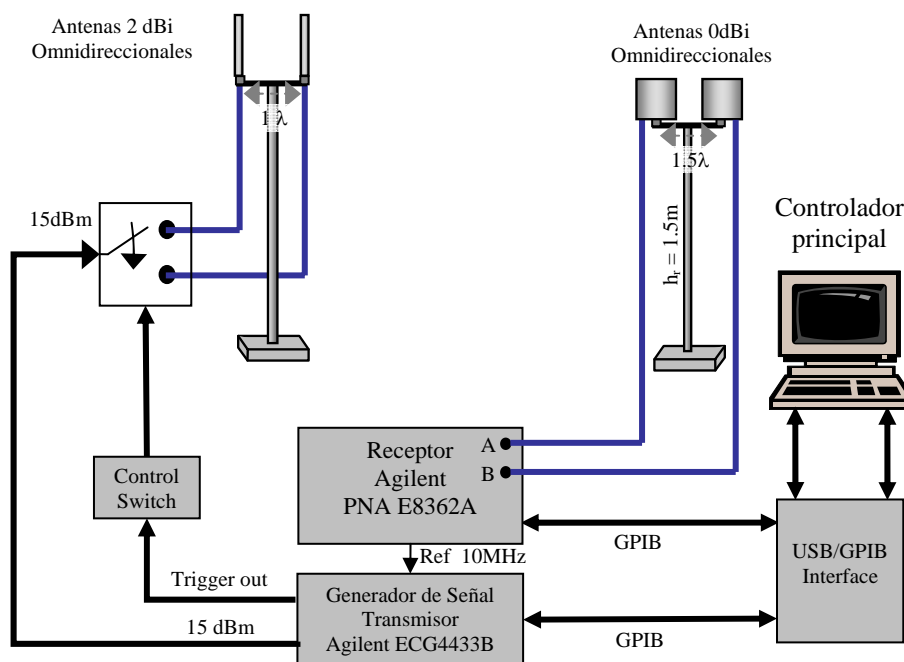 Antenas 2 dBi
Omnidireccionales
Antenas 0dBi
Omnidireccionales
1 λ
1.5λ
15dBm
hr = 1.5m
Controlador
principal
Receptor
Agilent
PNA E8362A
A
B
Control
Switch
GPIB
USB/GPIB
Interface
Ref 10MHz
Trigger out
Generador de Señal
Transmisor
Agilent ECG4433B
15 dBm
GPIB